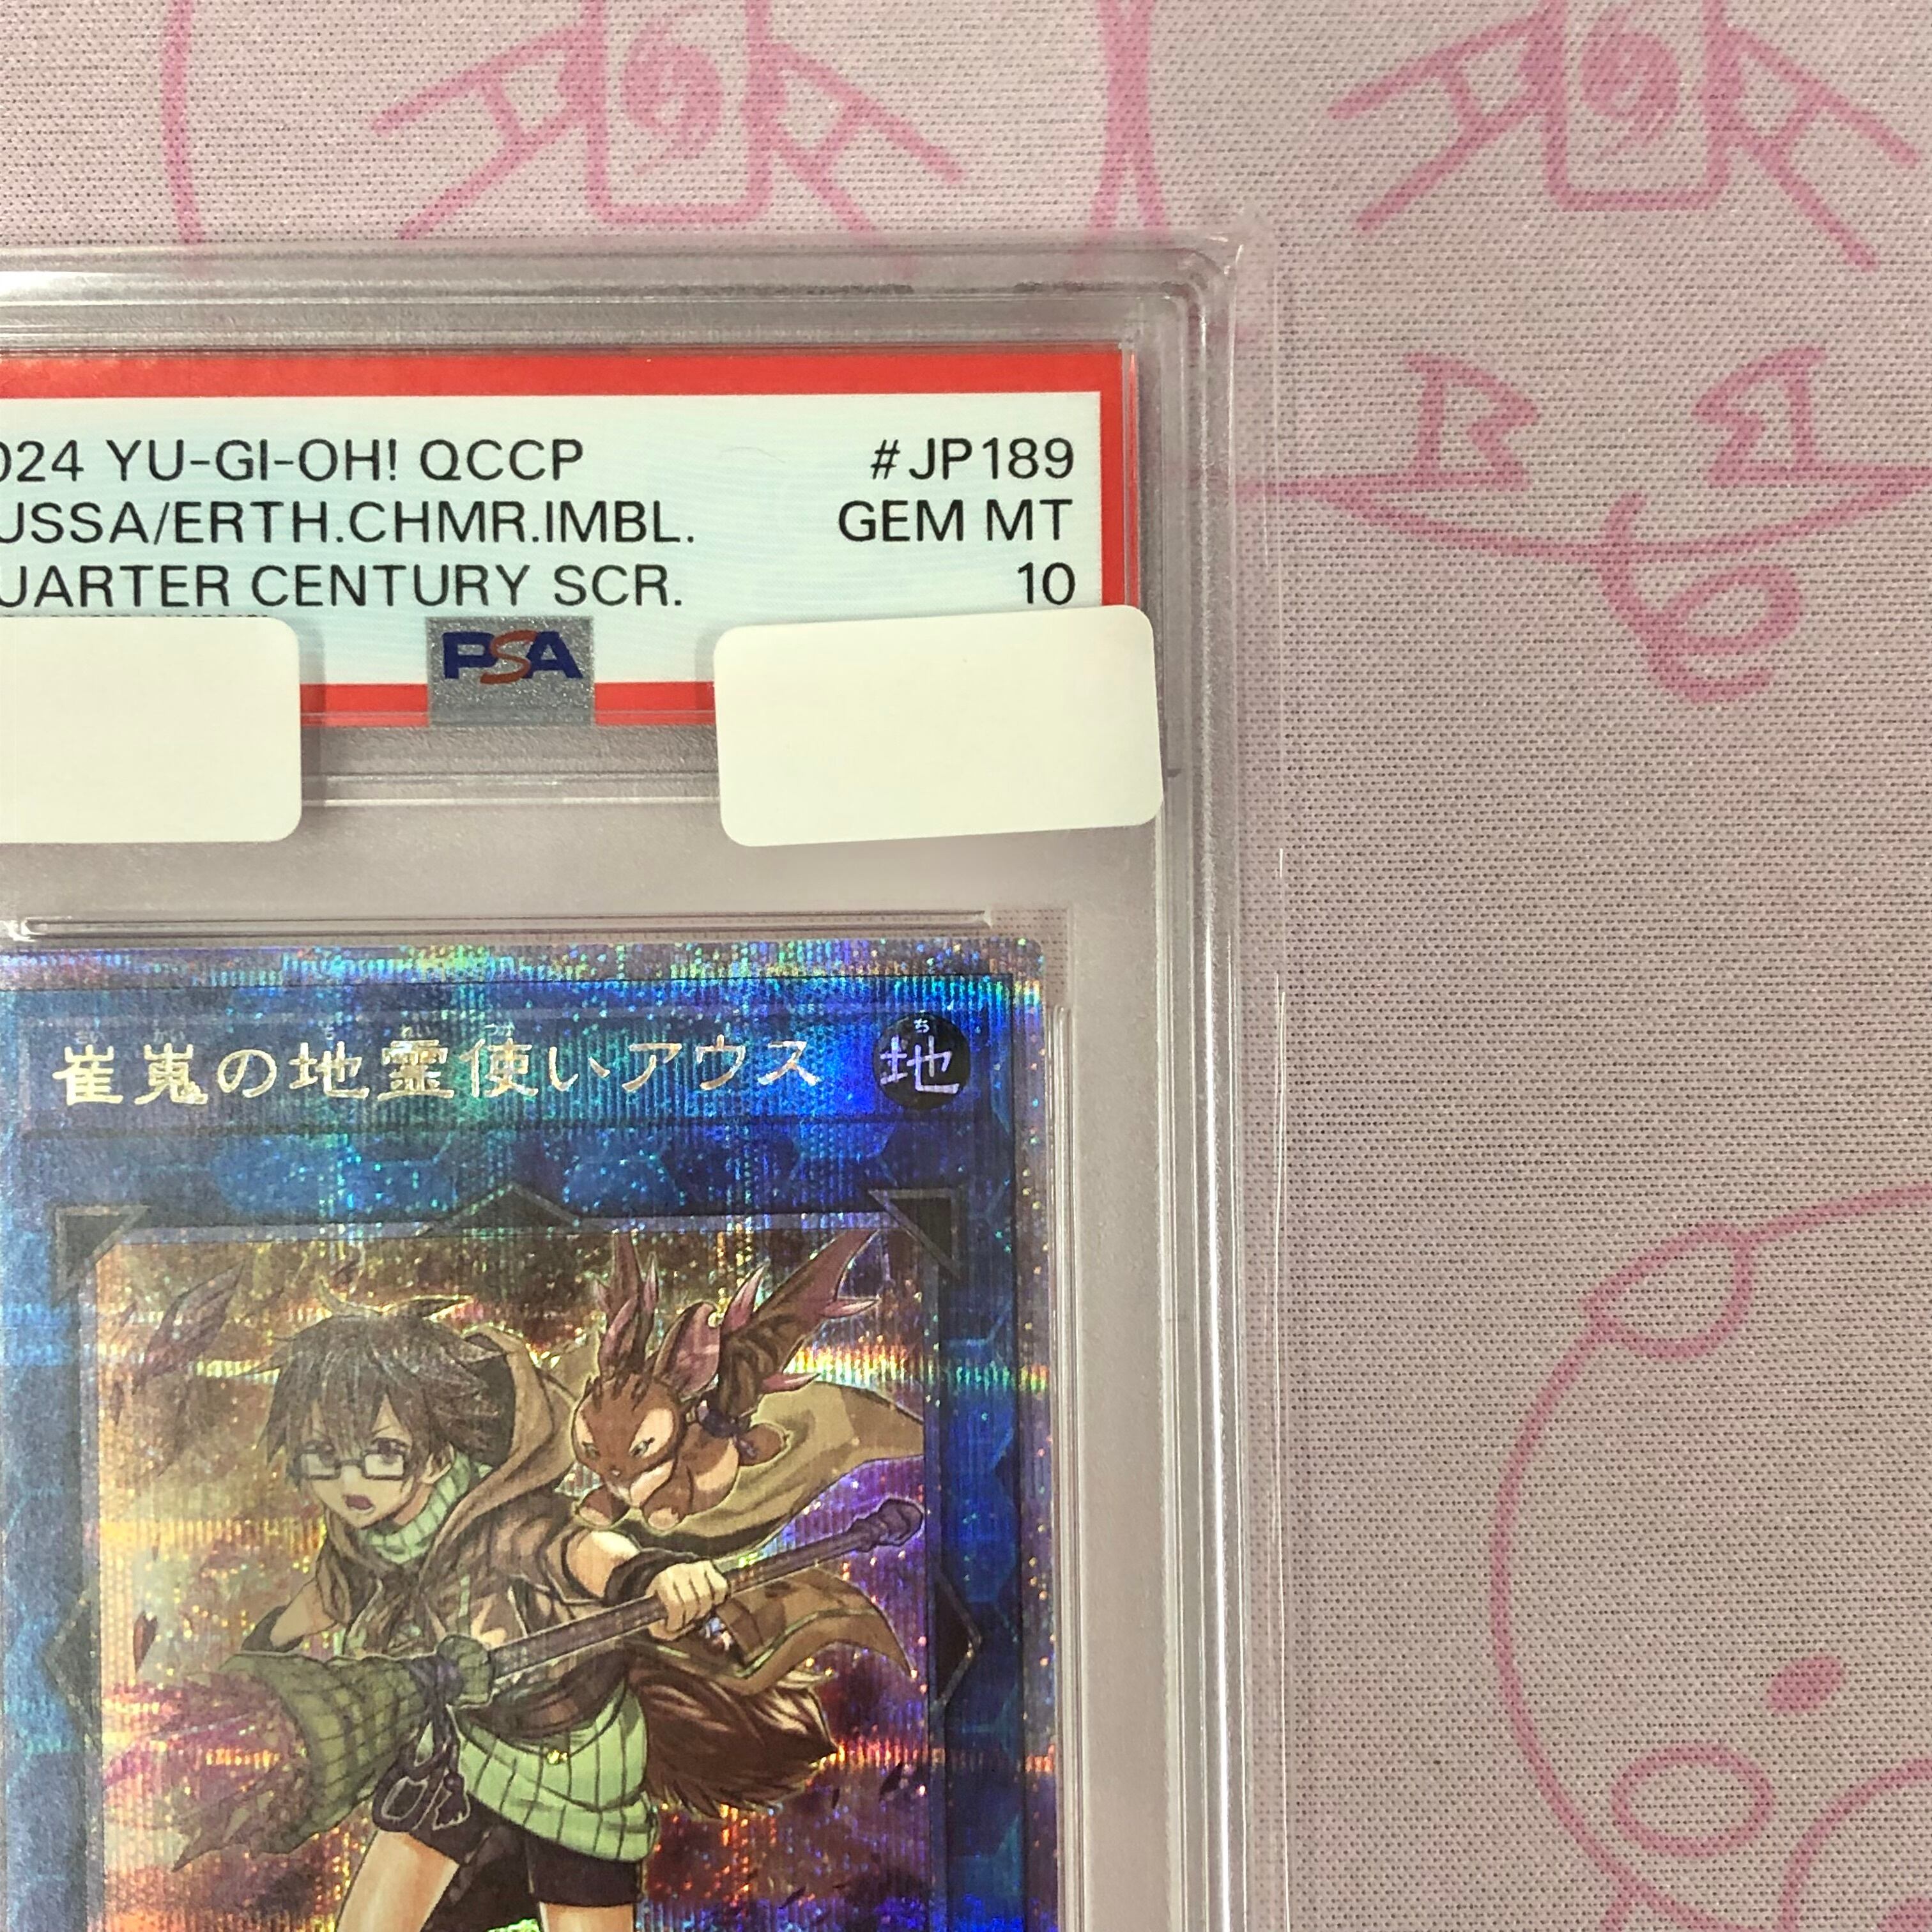 024 YU-GI-OH! QCCP #JP189
USSA/ERTH.CHMR.IMBL. GEM MT
UARTER CENTURY SCR. 10
PSA
崔嵬の地霊使いアウス
ち
地